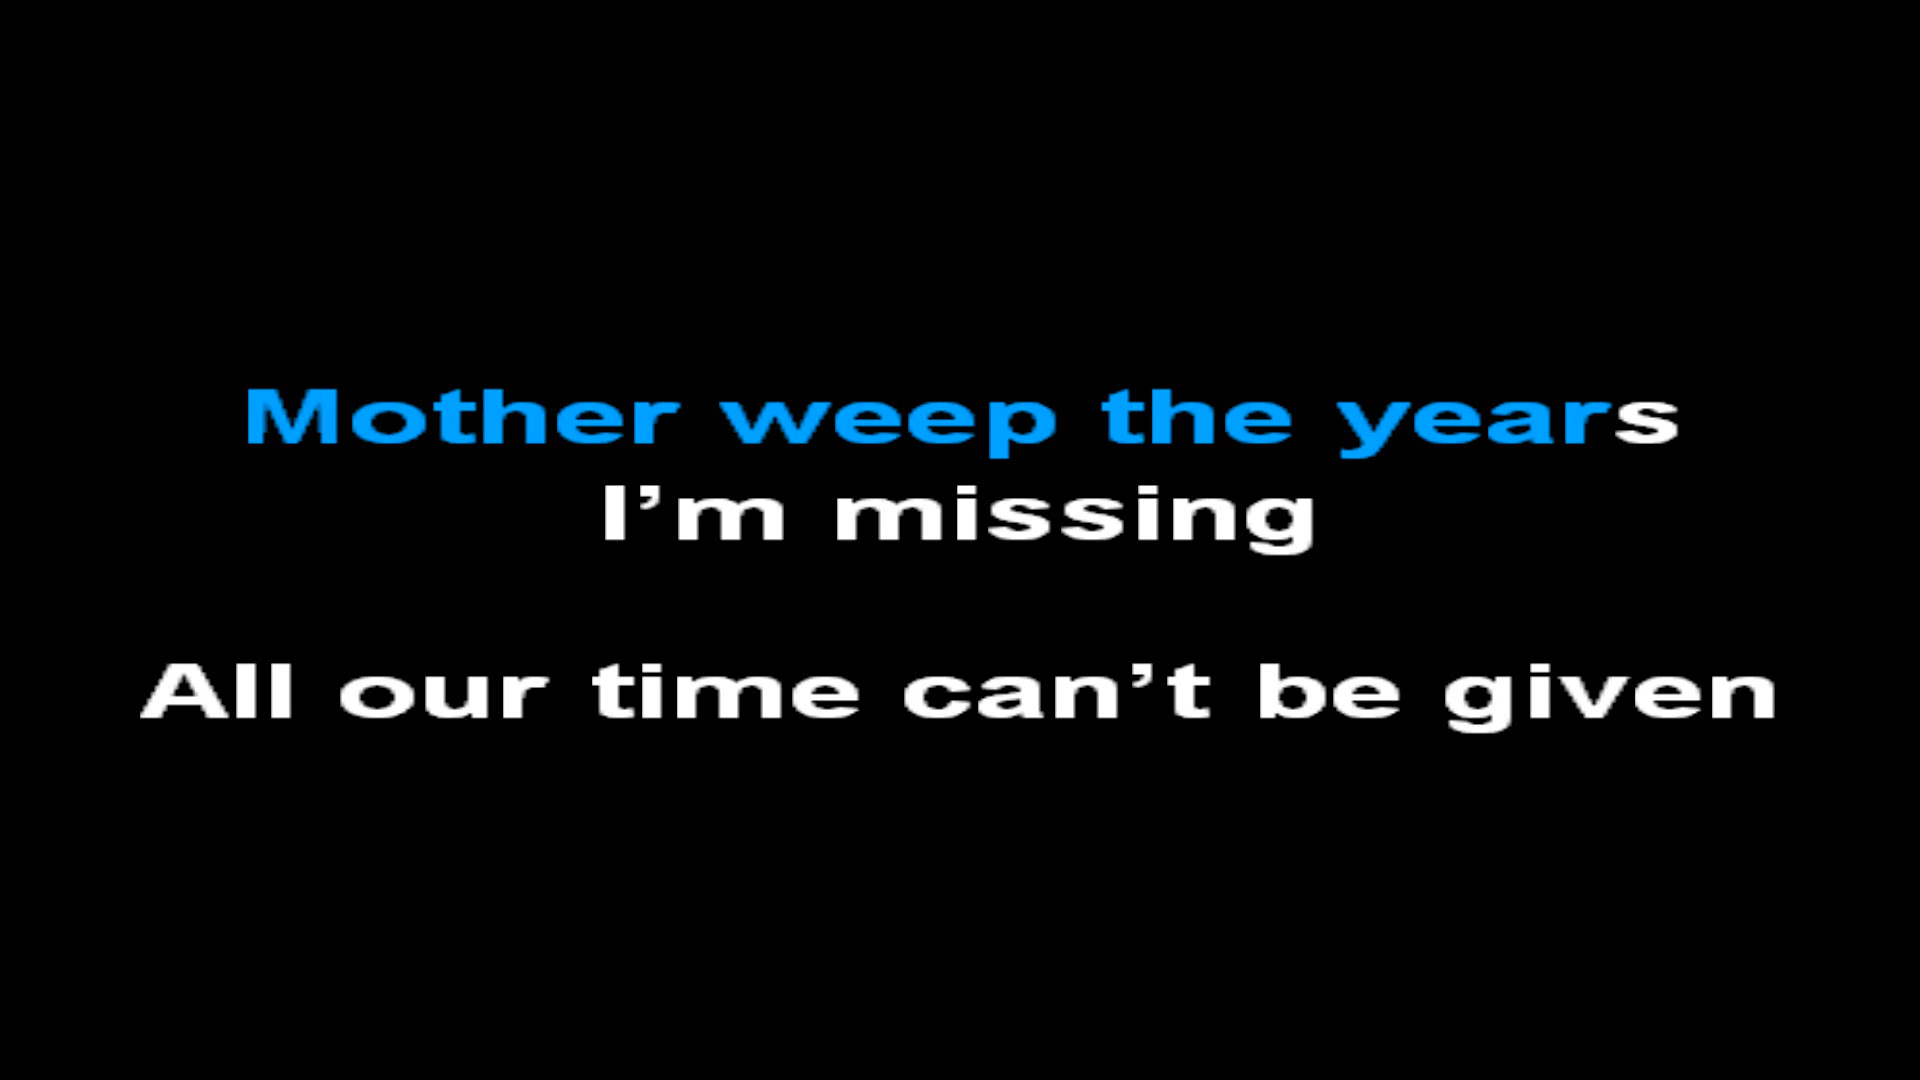 Mother weep the years
I’m missing
All our time can’t be given